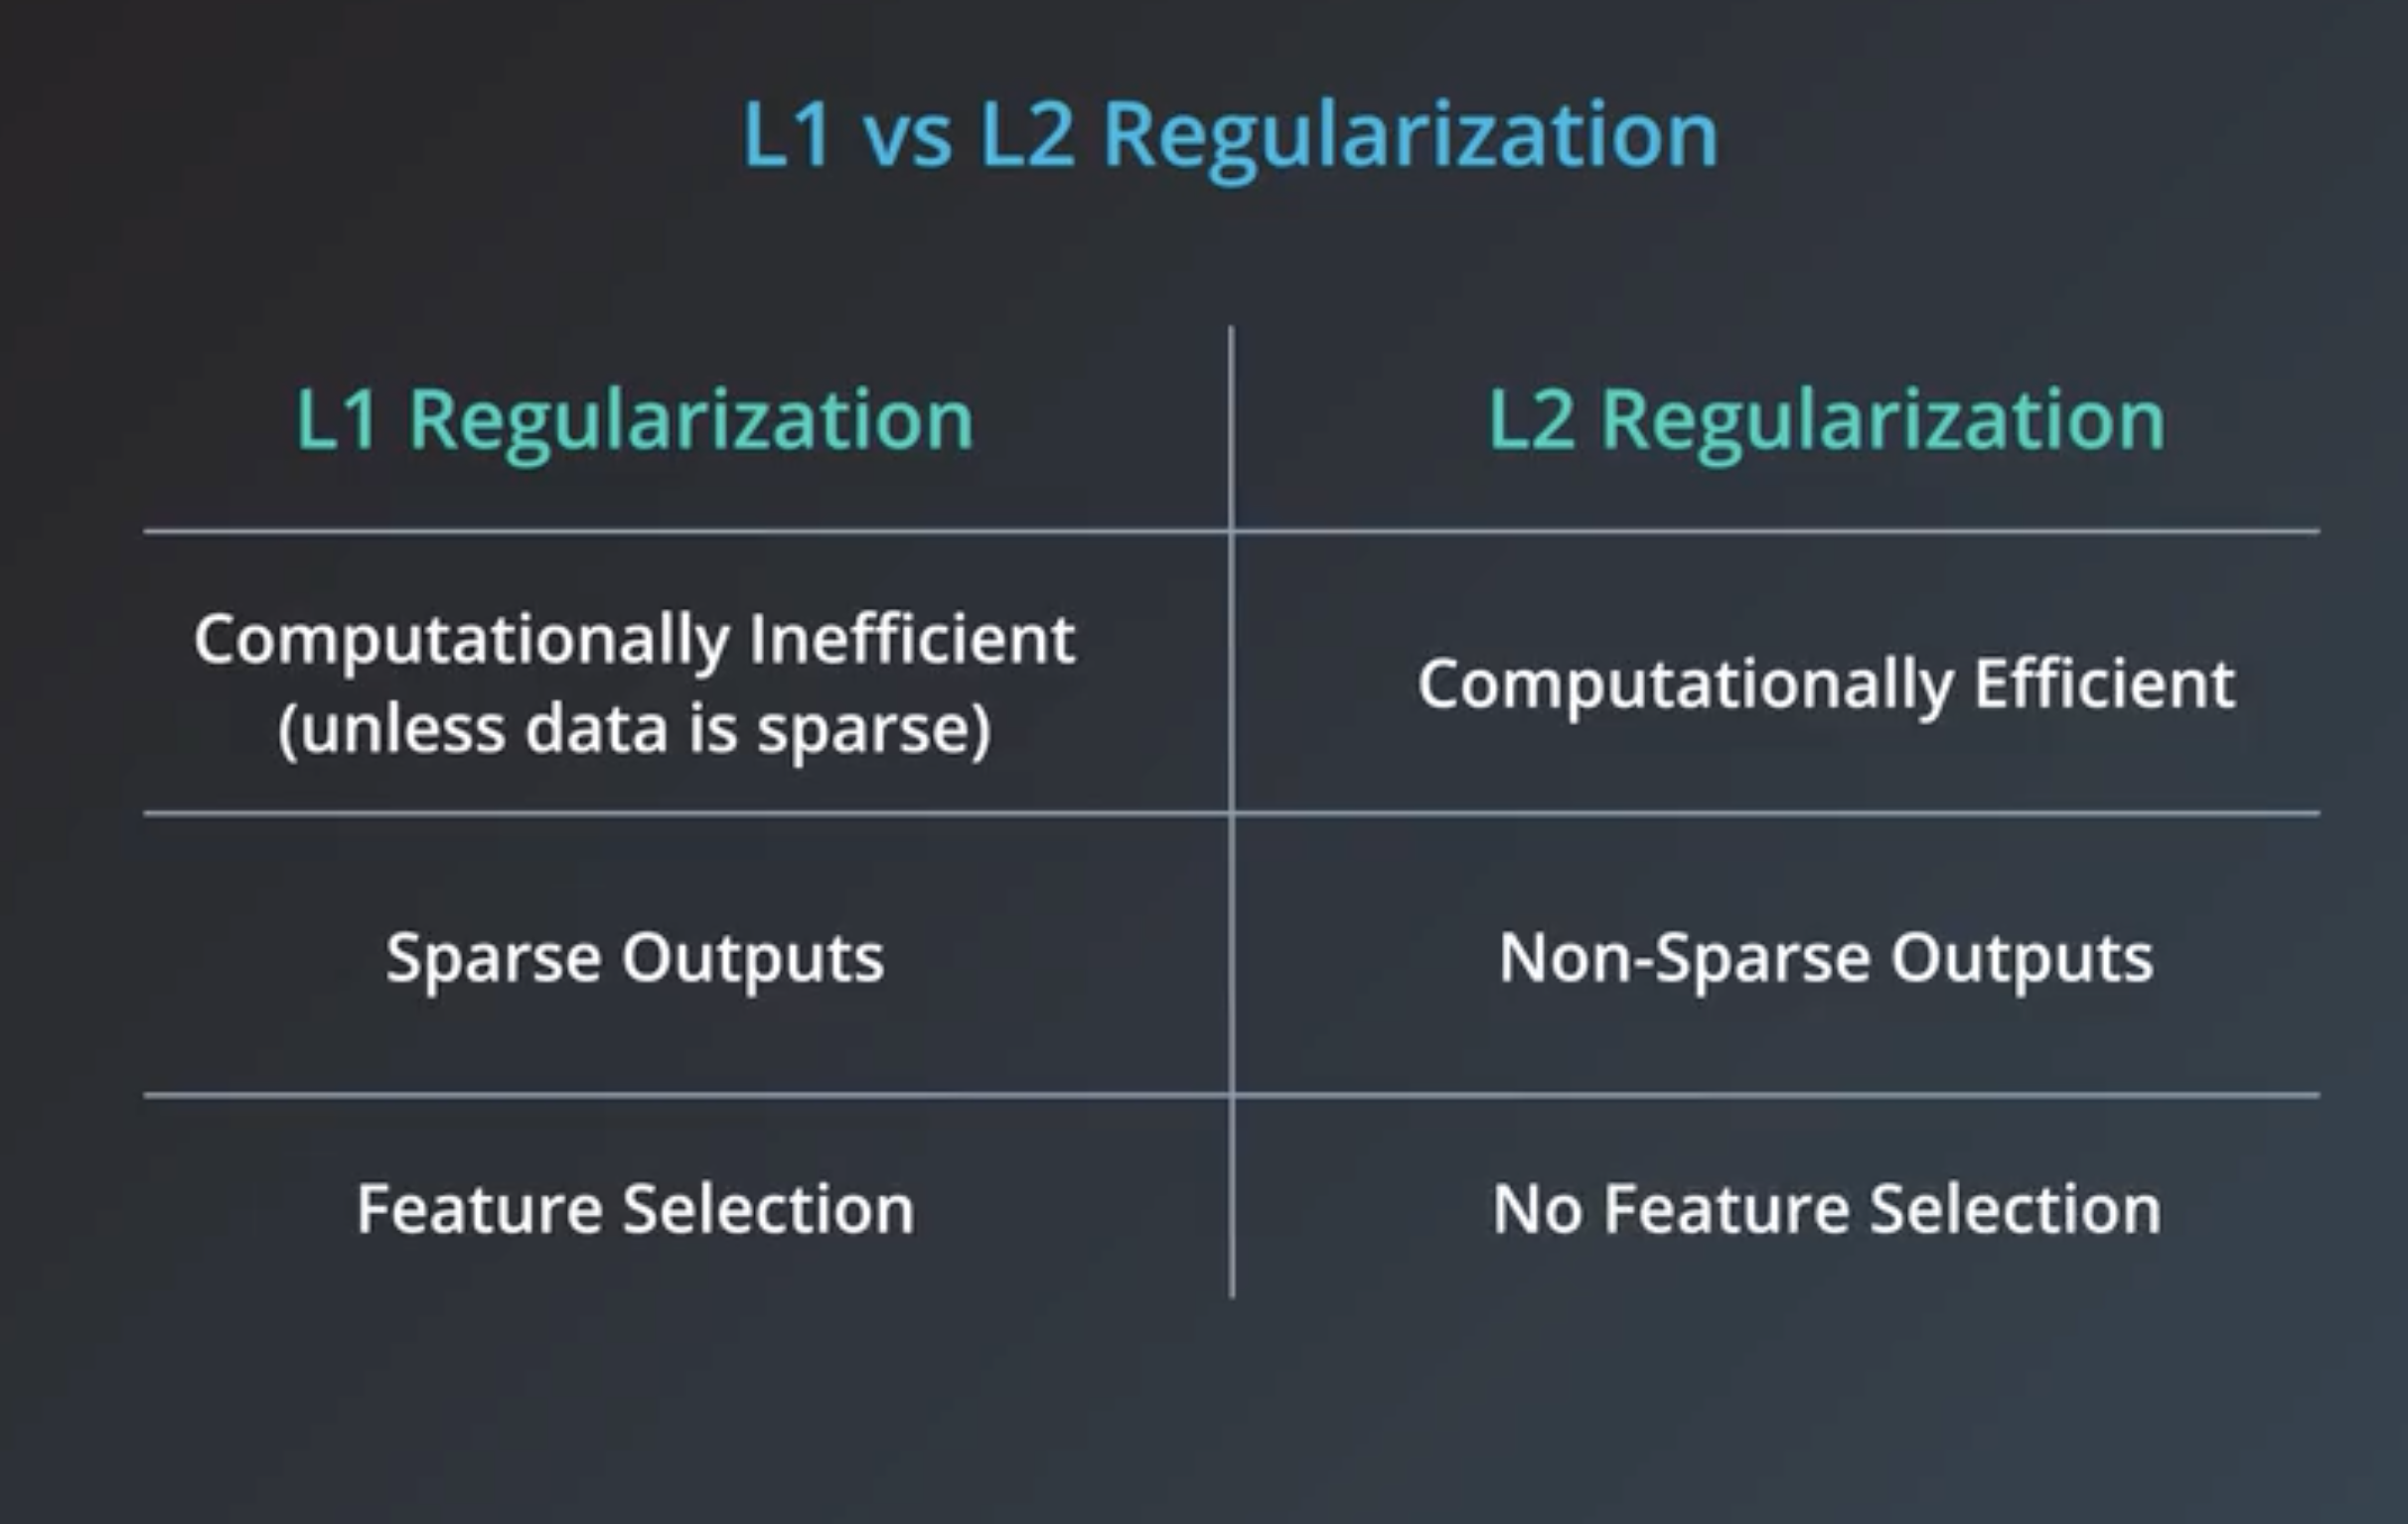 L1 vs L2 Regularization
L1 Regularization
L2 Regularization
Computationally Inefficient
(unless data is sparse)
Computationally Efficient
Sparse Outputs
Non-Sparse Outputs
Feature Selection
No Feature Selection